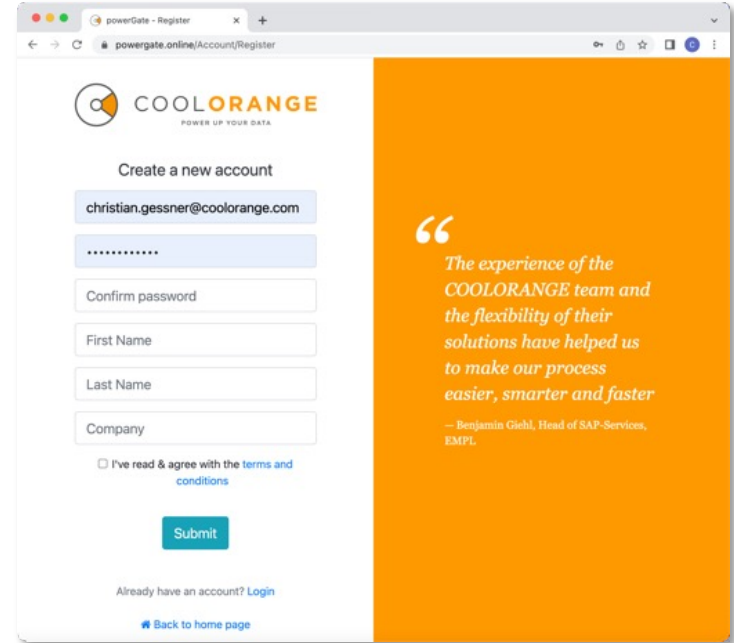 powerGate - Register
powergate.online/Account/Register
C
COOLORANGE
POWER UP YOUR DATA
Create a new account
christian.gessner@coolorange.com
••••••••••••
Confirm password
First Name
Last Name
Company
I've read & agree with the terms and
conditions
Submit
Already have an account? Login
Back to home page
“
The experience of the
COOLORANGE team and
the flexibility of their
solutions have helped us
to make our process
easier, smarter and faster
— Benjamin Giehl, Head of SAP-Services,
EMPL